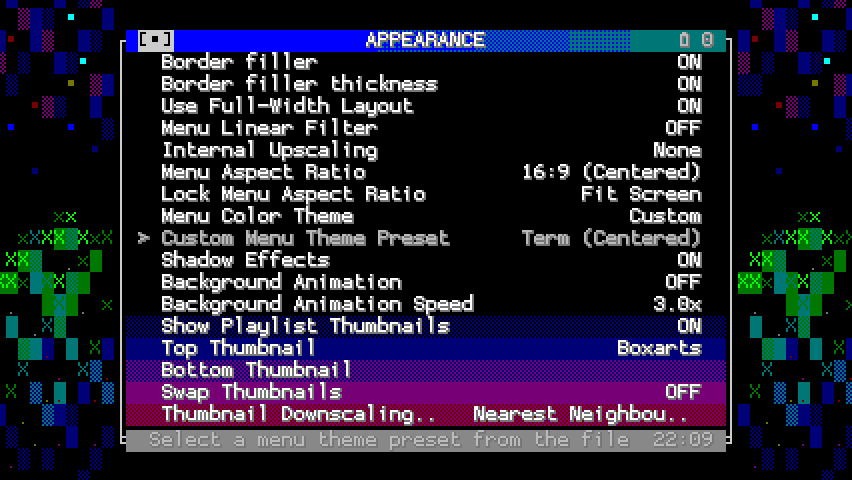 APPEARANCE 0 0
Border filler ON
Border filler thickness ON
Use Full-Width Layout ON
Menu Linear Filter OFF
Internal Upscaling None
Menu Aspect Ratio 16:9 (Centered)
Lock Menu Aspect Ratio Fit Screen
Menu Color Theme Custom
> Custom Menu Theme Preset Term (Centered)
Shadow Effects ON
Background Animation OFF
Background Animation Speed 3.0x
Show Playlist Thumbnails ON
Top Thumbnail Boxarts
Bottom Thumbnail
Swap Thumbnails OFF
Thumbnail Downscaling.. Nearest Neighbou..
Select a menu theme preset from the file 22:09